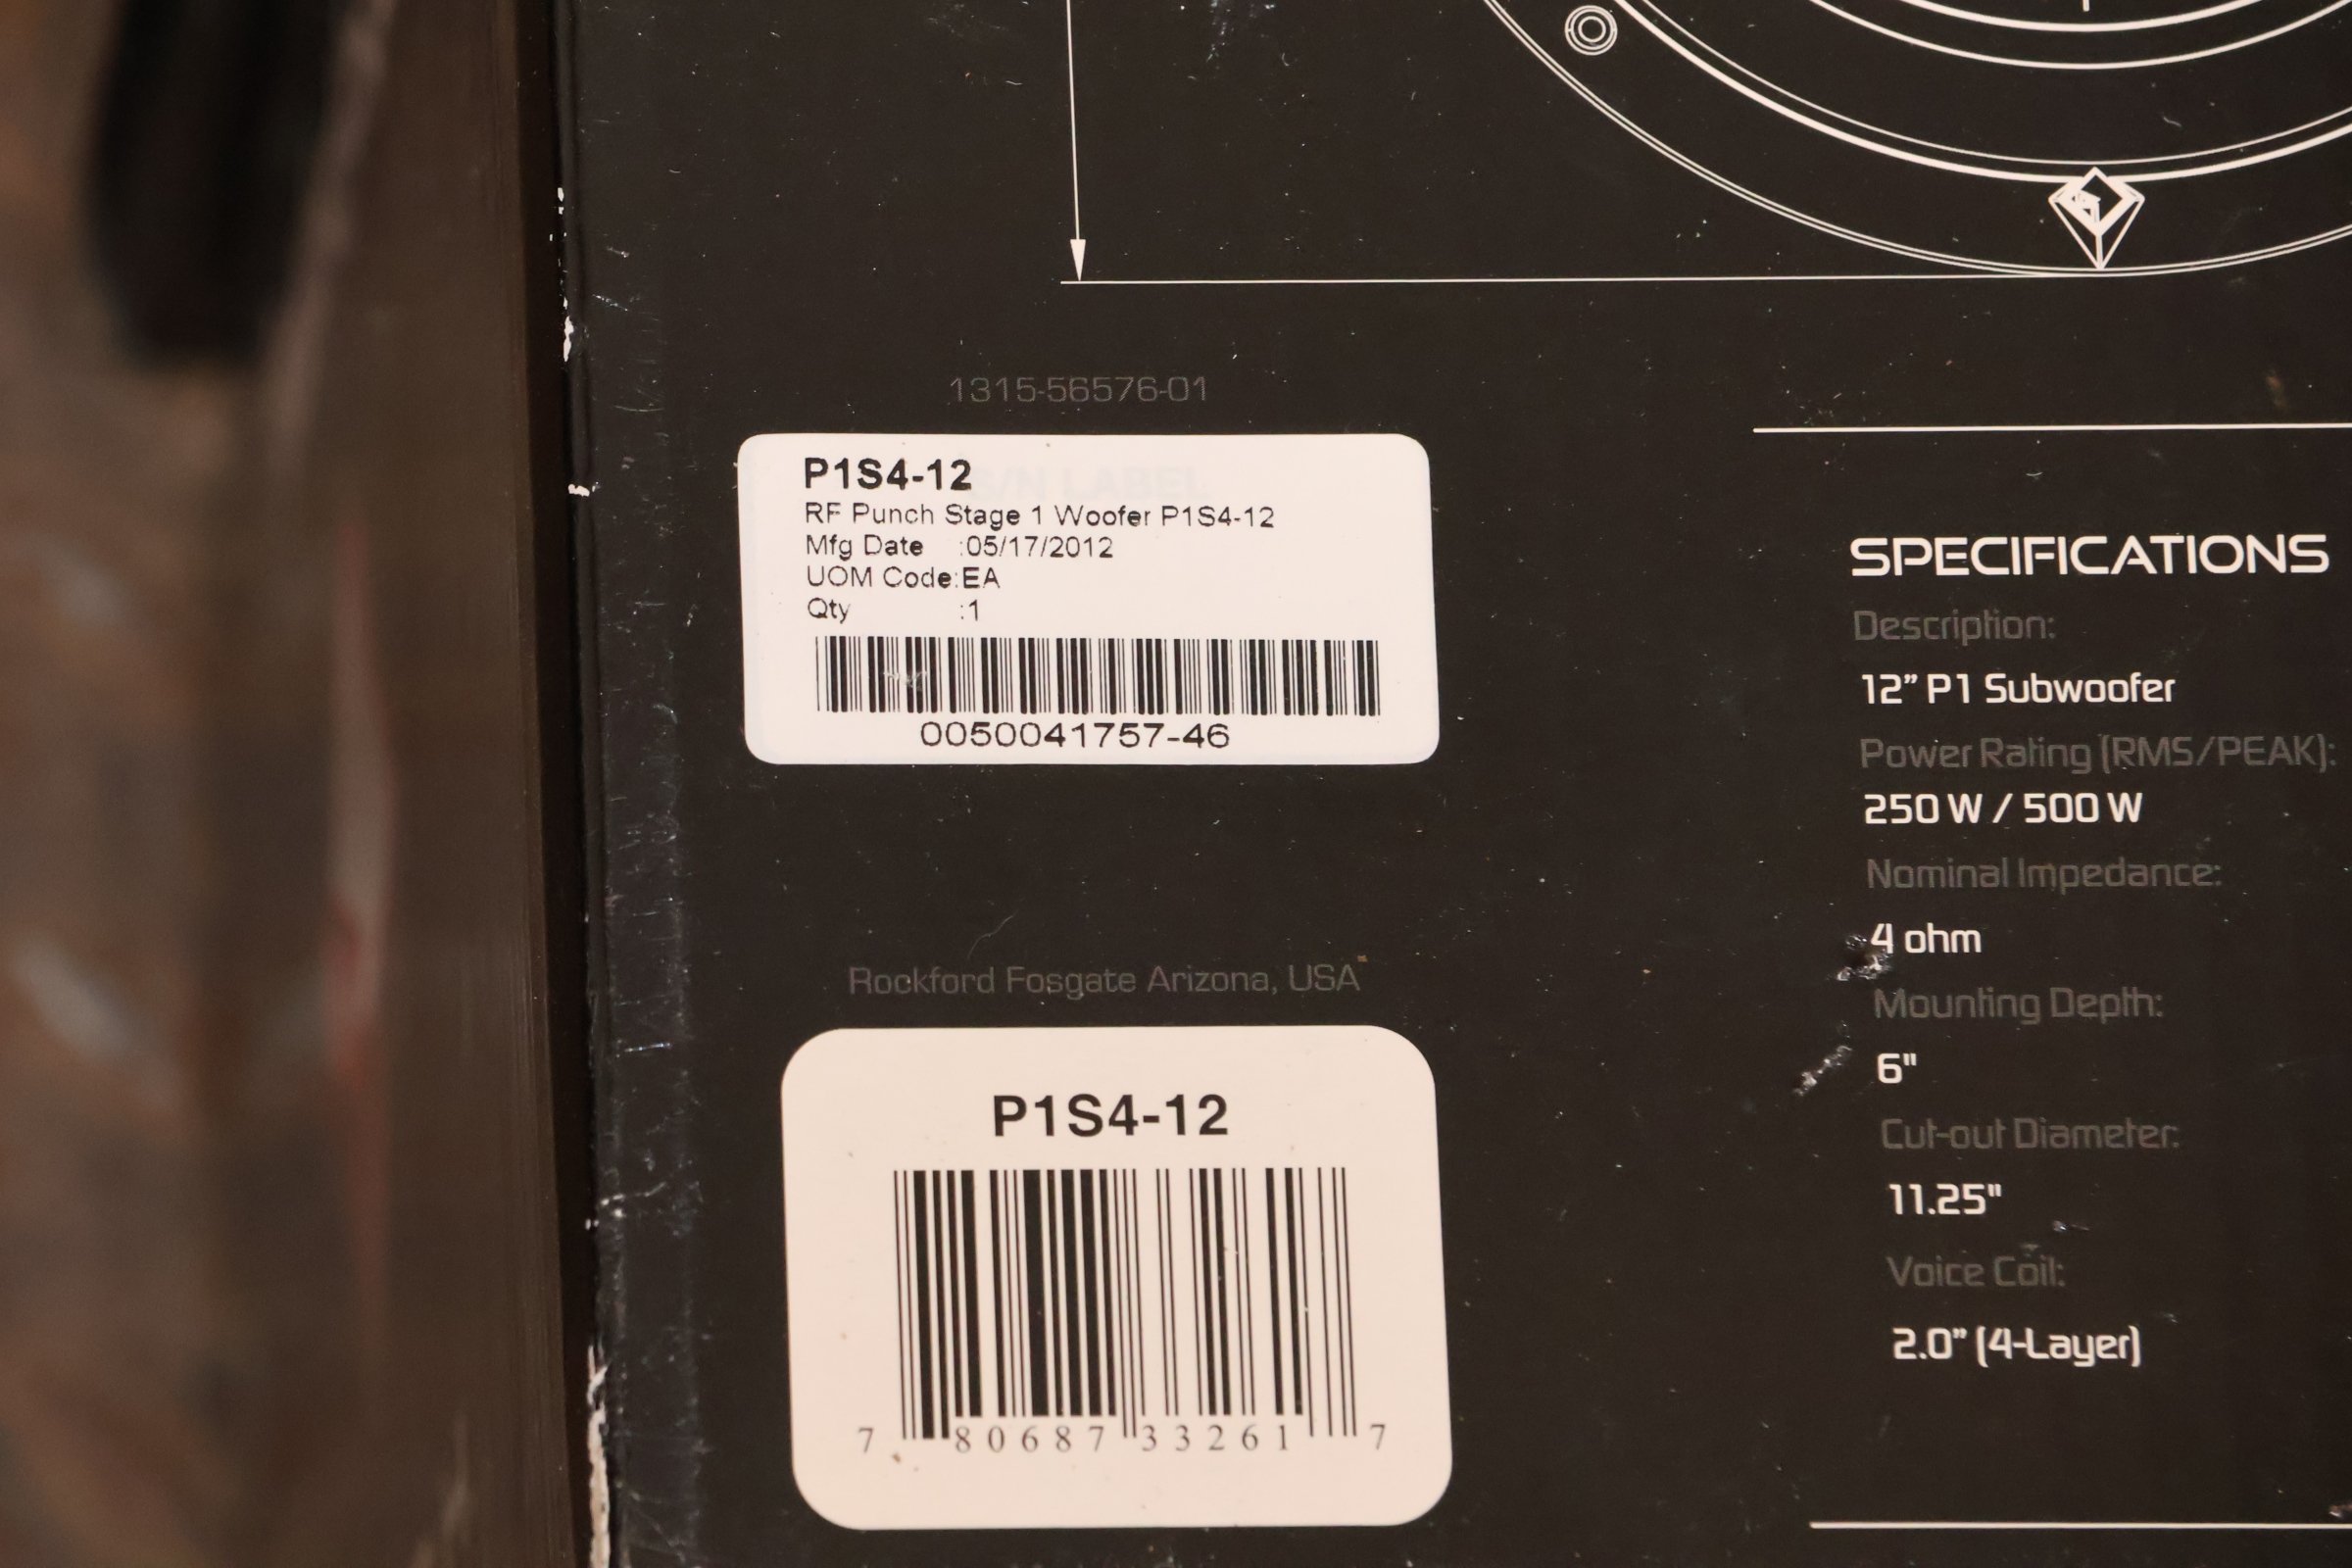 1315-56576-01
S/N LABEL
P1S4-12
RF Punch Stage 1 Woofer P1S4-12
Mfg Date :05/17/2012
UOM Code:EA
Qty :1
0050041757-46
Rockford Fosgate Arizona, USA
P1S4-12
7 80687 33261 7
SPECIFICATIONS
Description:
12” P1 Subwoofer
Power Rating (RMS/PEAK):
250 W / 500 W
Nominal Impedance:
4 ohm
Mounting Depth:
6"
Cut-out Diameter:
11.25"
Voice Coil:
2.0” (4-Layer)